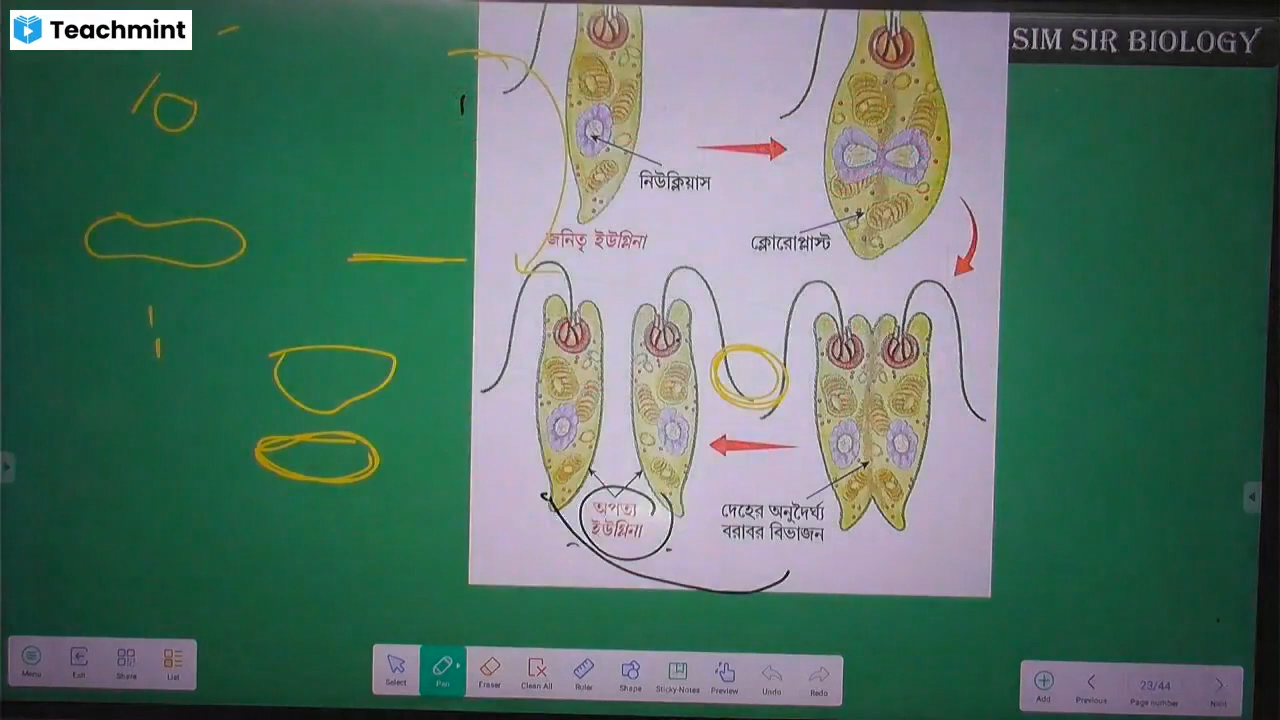 Teachmint
SIM SIR BIOLOGY
10
নিউক্লিয়াস
জনিতৃ ইউগ্লিনা
ক্লোরোপ্লাস্ট
অপত্য
ইউগ্লিনা
দেহের অনুদৈর্ঘ্য
বরাবর বিভাজন
Menu
Exit
Share
List
Select
Pen
Eraser
Clean All
Ruler
Shape
Sticky-Notes
Preview
Undo
Redo
Add
Previous
23/44
Page number
Next